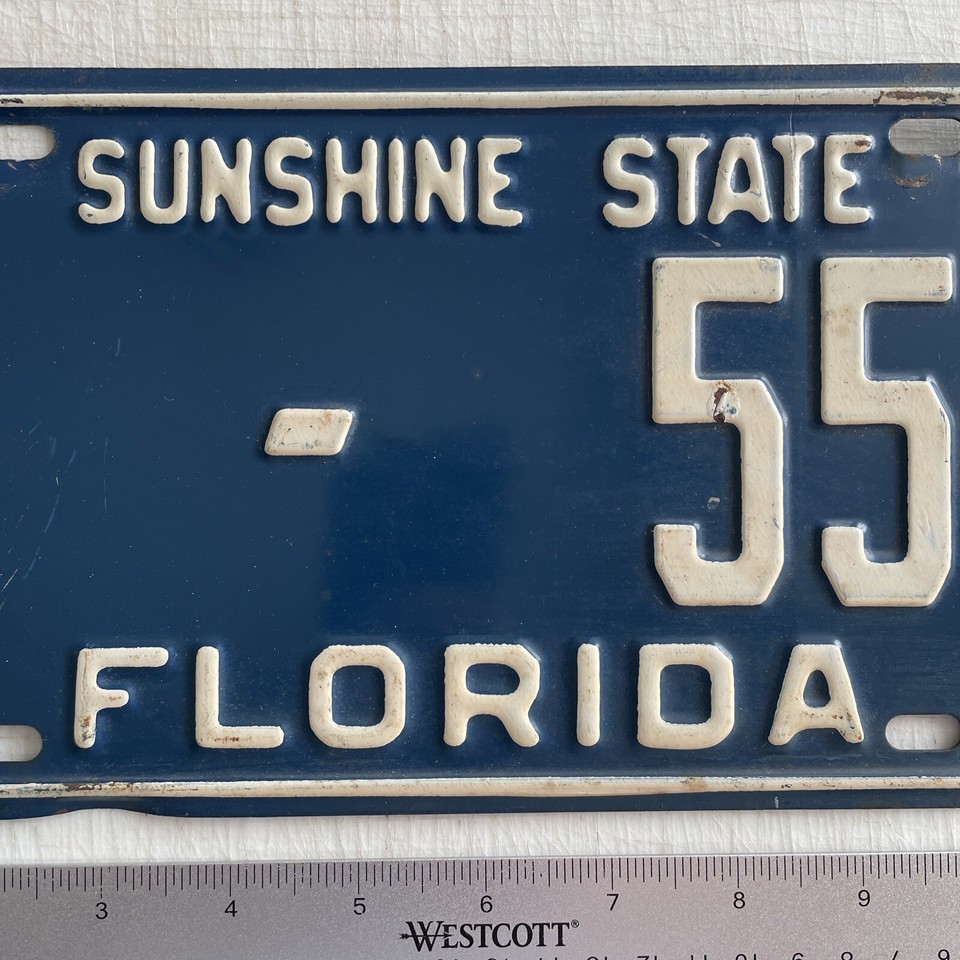 SUNSHINE STATE
- 55
FLORIDA
3 4 5 6 7 8 9
WESTCOTT®